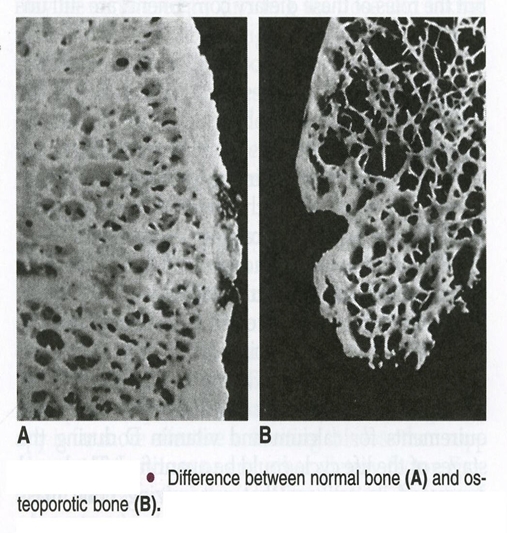 A
B
• Difference between normal bone (A) and os-
teoporotic bone (B).